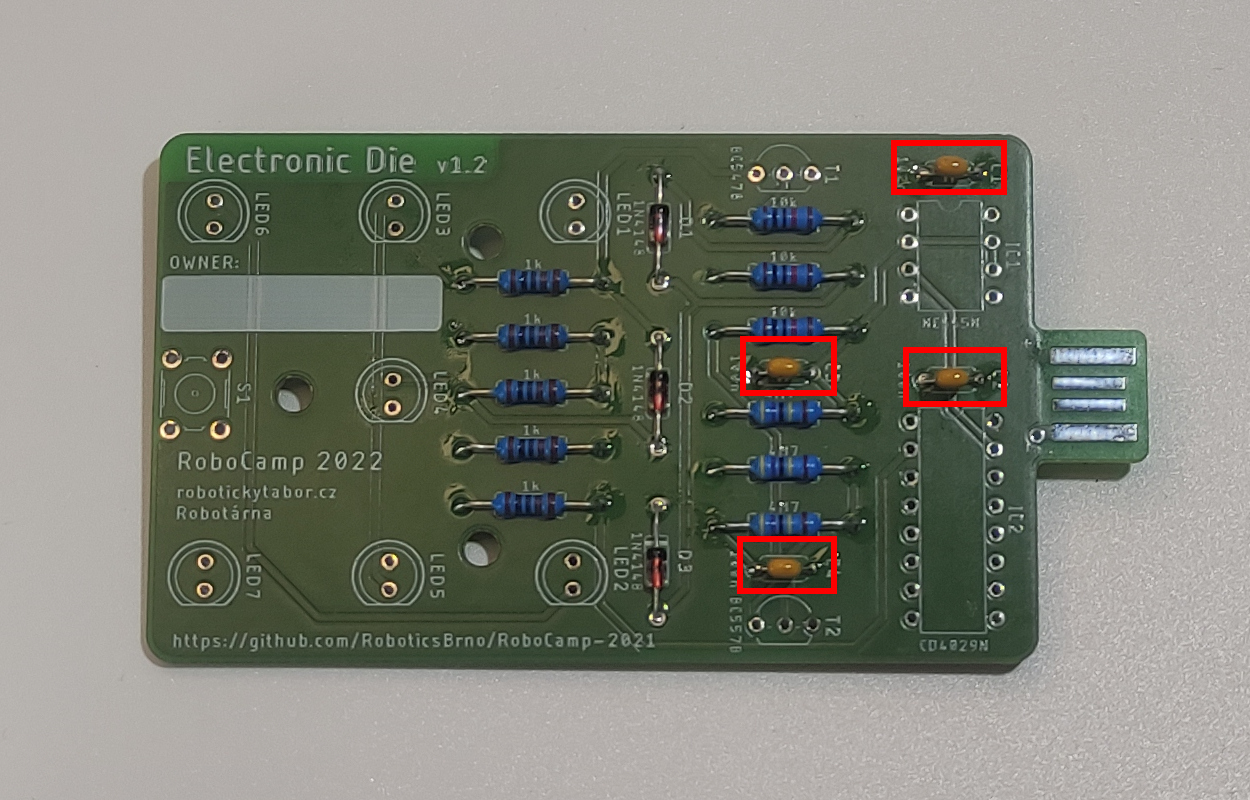 Electronic Die v1.2
LED6
LED3
LED1
1N4148
D1
BC547B
T1
10k
IC1
OWNER:
1k
10k
NE555N
1k
10k
100n
S1
LED4
1k
1N4148
D2
1k
4M7
RoboCamp 2022
robotickytabor.cz
Robotárna
1k
4M7
IC2
LED7
LED5
LED2
1N4148
D3
100n
BC557B
T2
https://github.com/RoboticsBrno/RoboCamp-2021
CD4029N